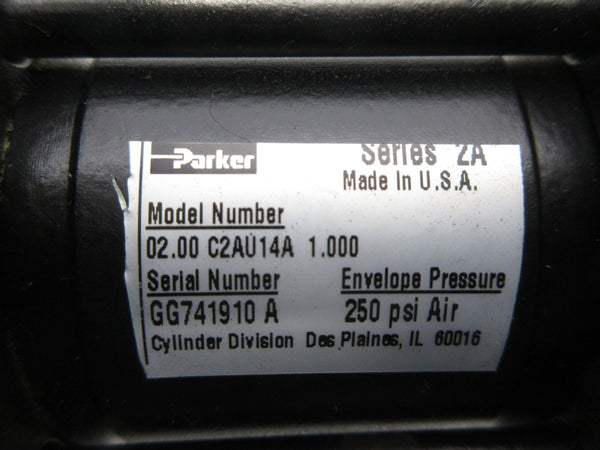 Parker Series 2A
Made In U.S.A.
Model Number
02.00 C2AU14A 1.000
Serial Number Envelope Pressure
GG741910 A 250 psi Air
Cylinder Division Des Plaines, IL 60016